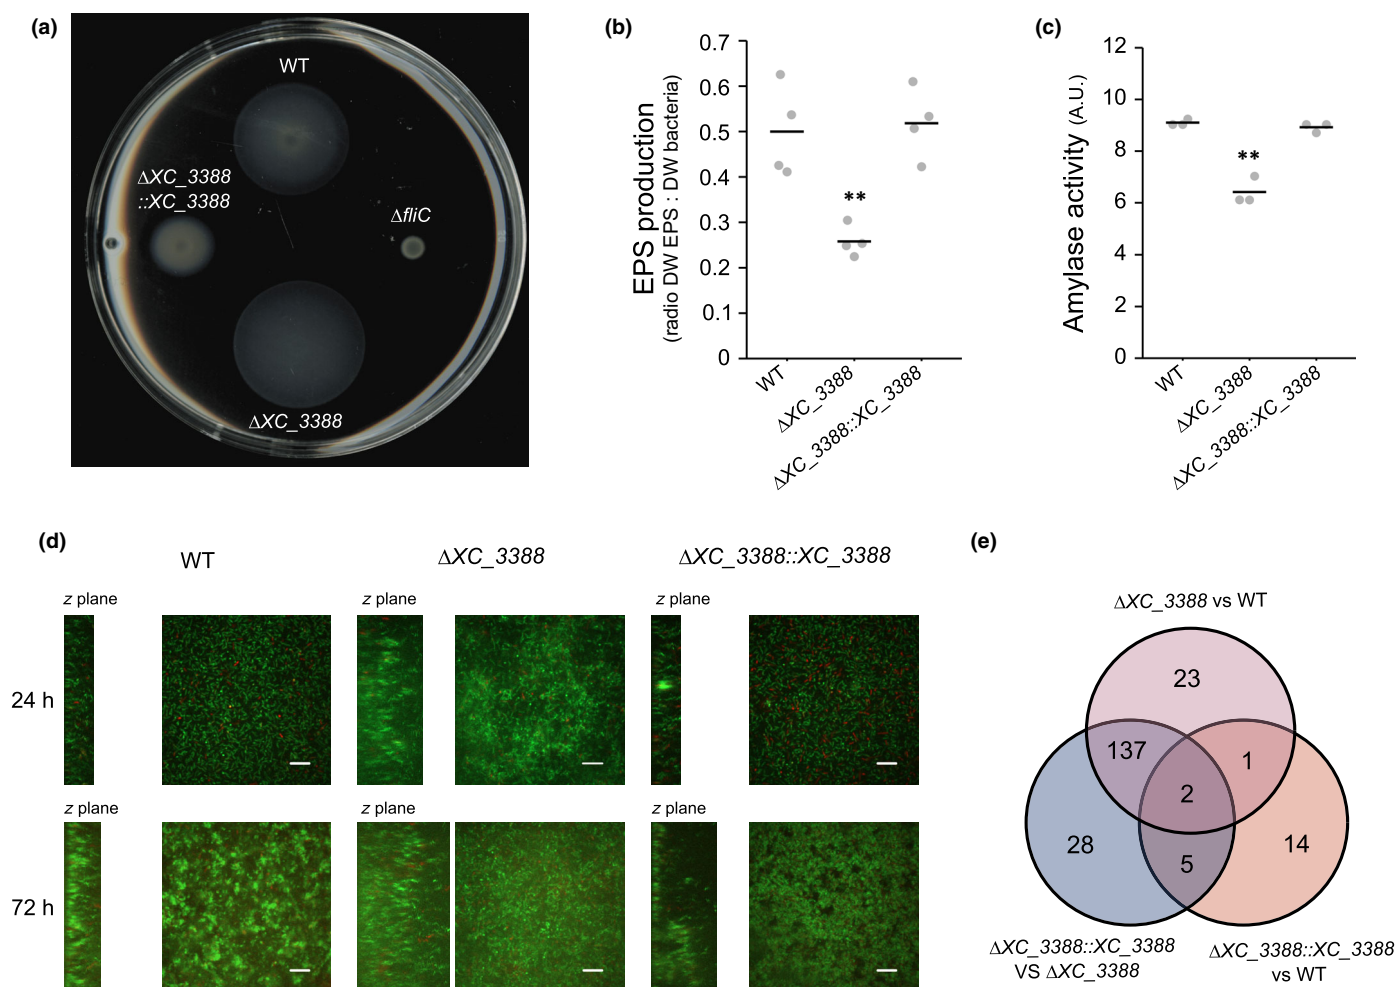 (a)
WT
ΔXC_3388
::XC_3388
ΔfliC
ΔXC_3388
(b)
EPS production
(radio DW EPS : DW bacteria)
0.7
0.6
0.5
0.4
0.3
0.2
0.1
0
**
WT
ΔXC_3388
ΔXC_3388::XC_3388
(c)
Amylase activity (A.U.)
12
10
8
6
4
2
0
**
WT
ΔXC_3388
ΔXC_3388::XC_3388
(d)
WT
ΔXC_3388
ΔXC_3388::XC_3388
z plane
z plane
z plane
24 h
z plane
z plane
z plane
72 h
(e)
ΔXC_3388 vs WT
23
137
1
2
28
5
14
ΔXC_3388::XC_3388
VS ΔXC_3388
ΔXC_3388::XC_3388
vs WT